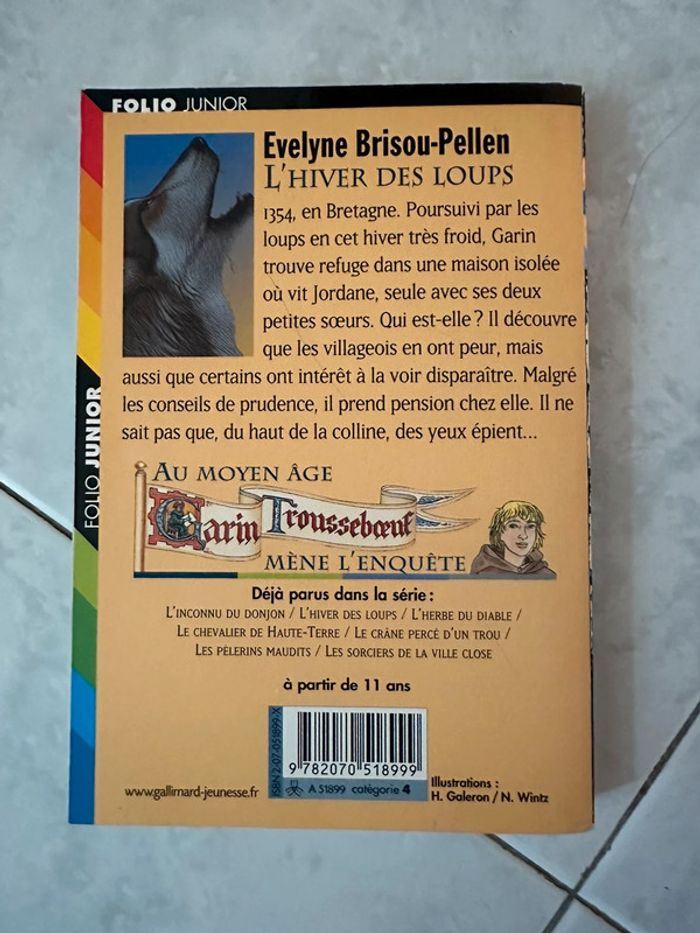 FOLIO JUNIOR
Evelyne Brisou-Pellen
L'HIVER DES LOUPS
1354, en Bretagne. Poursuivi par les
loups en cet hiver très froid, Garin
trouve refuge dans une maison isolée
où vit Jordane, seule avec ses deux
petites sœurs. Qui est-elle ? Il découvre
que les villageois en ont peur, mais
aussi que certains ont intérêt à la voir disparaître. Malgré
les conseils de prudence, il prend pension chez elle. Il ne
sait pas que, du haut de la colline, des yeux épient...
FOLIO JUNIOR
AU MOYEN ÂGE
Garin Trousseboeuf
MÈNE L'ENQUÊTE
Déjà parus dans la série :
L'INCONNU DU DONJON / L'HIVER DES LOUPS / L'HERBE DU DIABLE /
LE CHEVALIER DE HAUTE-TERRE / LE CRÂNE PERCÉ D'UN TROU /
LES PÈLERINS MAUDITS / LES SORCIERS DE LA VILLE CLOSE
à partir de 11 ans
ISBN 2-07-051899-X
9 782070 518999
A 51899 catégorie 4
www.gallimard-jeunesse.fr
Illustrations :
H. Galeron / N. Wintz